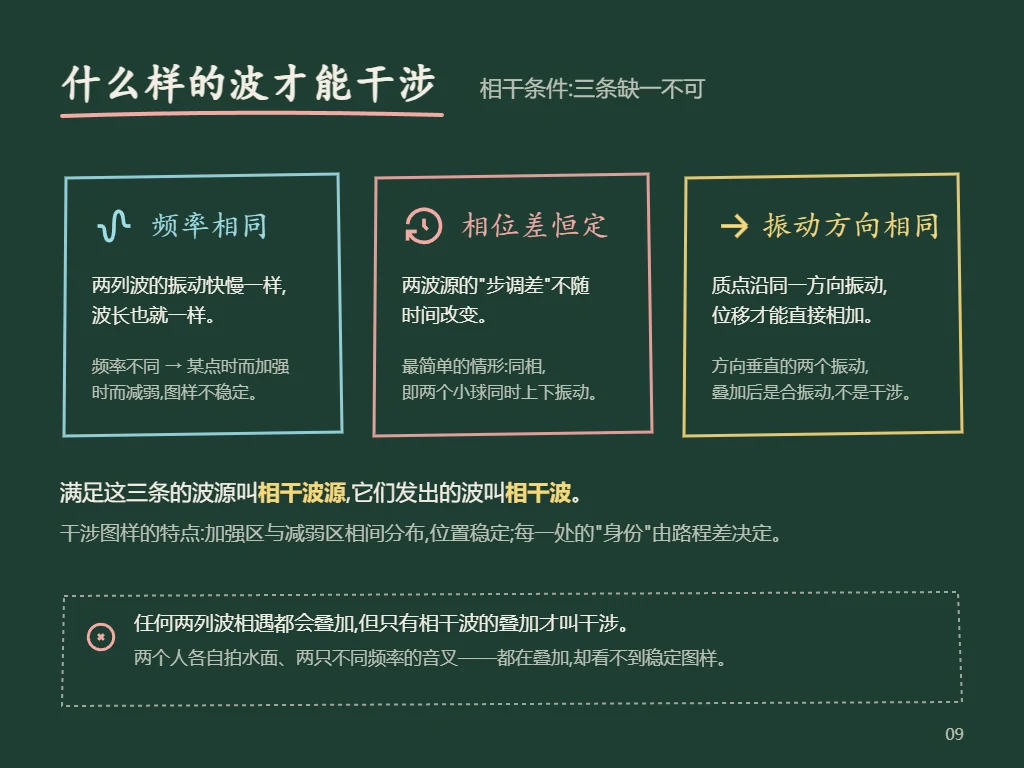 什么样的波才能干涉
相干条件:三条缺一不可
频率相同
两列波的振动快慢一样,
波长也就一样。
频率不同 → 某点时而加强
时而减弱,图样不稳定。
相位差恒定
两波源的"步调差"不随
时间改变。
最简单的情形:同相,
即两个小球同时上下振动。
振动方向相同
质点沿同一方向振动,
位移才能直接相加。
方向垂直的两个振动,
叠加后是合振动,不是干涉。
满足这三条的波源叫相干波源,它们发出的波叫相干波。
干涉图样的特点:加强区与减弱区相间分布,位置稳定;每一处的"身份"由路程差决定。
任何两列波相遇都会叠加,但只有相干波的叠加才叫干涉。
两个人各自拍水面、两只不同频率的音叉——都在叠加,却看不到稳定图样。
09